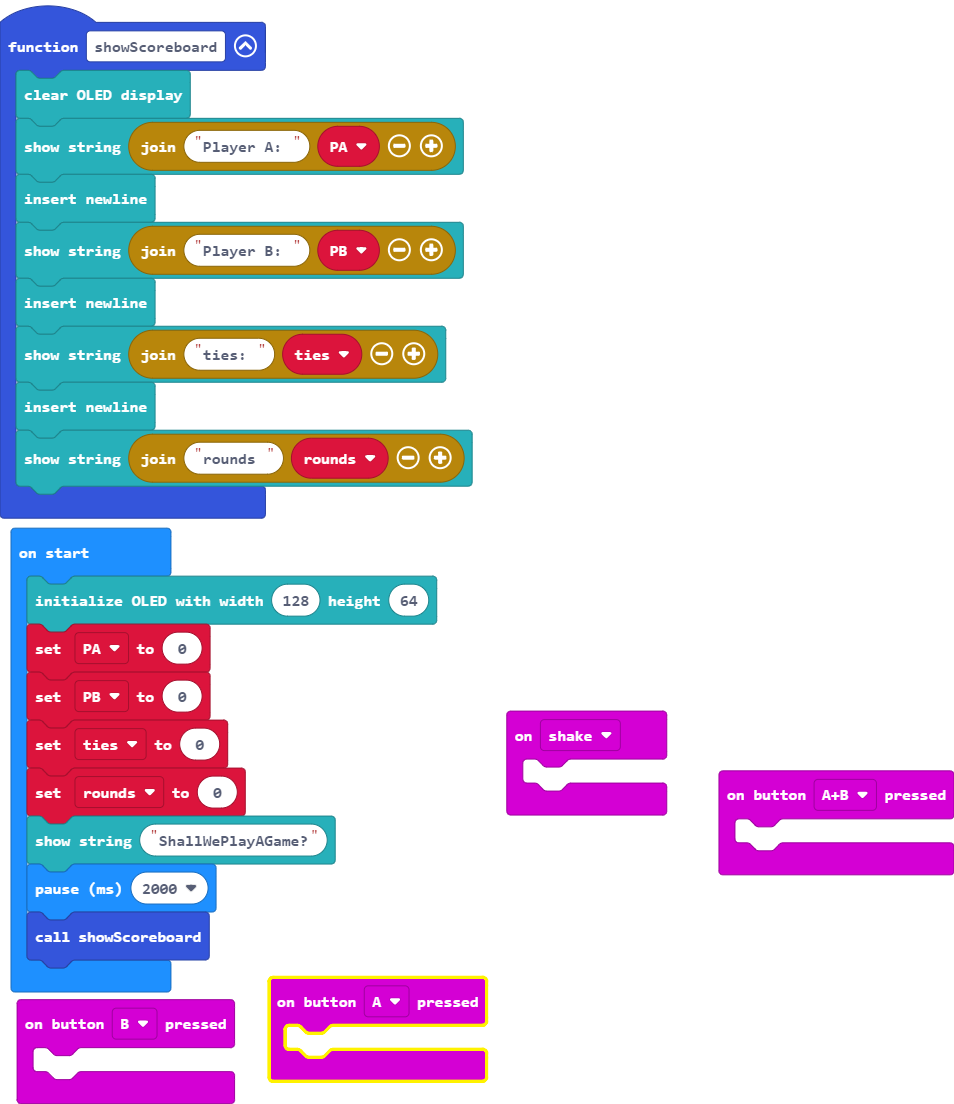 function showScoreboard
clear OLED display
show string join "Player A: " PA
insert newline
show string join "Player B: " PB
insert newline
show string join "ties: " ties
insert newline
show string join "rounds " rounds
on start
initialize OLED with width 128 height 64
set PA to 0
set PB to 0
set ties to 0
set rounds to 0
show string "ShallWePlayAGame?"
pause (ms) 2000
call showScoreboard
on shake
on button A+B pressed
on button B pressed
on button A pressed